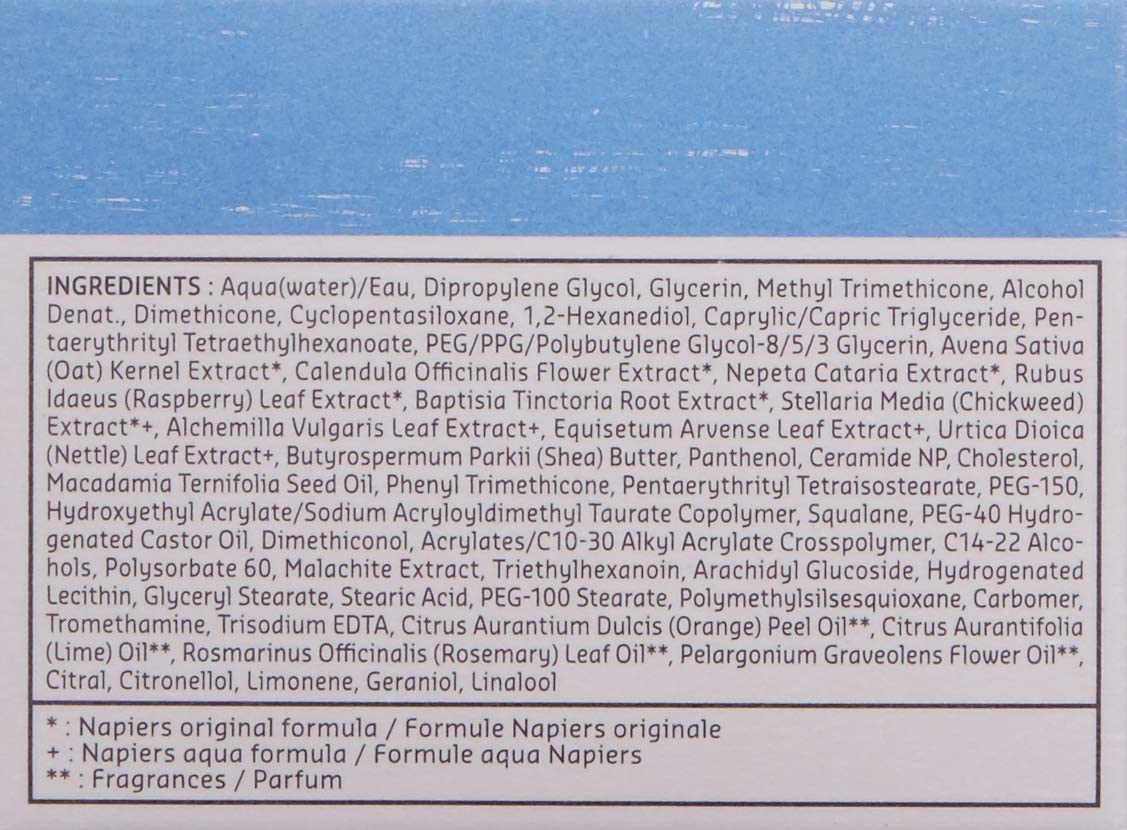 INGREDIENTS : Aqua(water)/Eau, Dipropylene Glycol, Glycerin, Methyl Trimethicone, Alcohol
Denat., Dimethicone, Cyclopentasiloxane, 1,2-Hexanediol, Caprylic/Capric Triglyceride, Pen-
taerythrityl Tetraethylhexanoate, PEG/PPG/Polybutylene Glycol-8/5/3 Glycerin, Avena Sativa
(Oat) Kernel Extract*, Calendula Officinalis Flower Extract*, Nepeta Cataria Extract*, Rubus
Idaeus (Raspberry) Leaf Extract*, Baptisia Tinctoria Root Extract*, Stellaria Media (Chickweed)
Extract*+, Alchemilla Vulgaris Leaf Extract+, Equisetum Arvense Leaf Extract+, Urtica Dioica
(Nettle) Leaf Extract+, Butyrospermum Parkii (Shea) Butter, Panthenol, Ceramide NP, Cholesterol,
Macadamia Ternifolia Seed Oil, Phenyl Trimethicone, Pentaerythrityl Tetraisostearate, PEG-150,
Hydroxyethyl Acrylate/Sodium Acryloyldimethyl Taurate Copolymer, Squalane, PEG-40 Hydro-
genated Castor Oil, Dimethiconol, Acrylates/C10-30 Alkyl Acrylate Crosspolymer, C14-22 Alco-
hols, Polysorbate 60, Malachite Extract, Triethylhexanoin, Arachidyl Glucoside, Hydrogenated
Lecithin, Glyceryl Stearate, Stearic Acid, PEG-100 Stearate, Polymethylsilsesquioxane, Carbomer,
Tromethamine, Trisodium EDTA, Citrus Aurantium Dulcis (Orange) Peel Oil**, Citrus Aurantifolia
(Lime) Oil**, Rosmarinus Officinalis (Rosemary) Leaf Oil**, Pelargonium Graveolens Flower Oil**,
Citral, Citronellol, Limonene, Geraniol, Linalool
* : Napiers original formula / Formule Napiers originale
+ : Napiers aqua formula / Formule aqua Napiers
** : Fragrances / Parfum